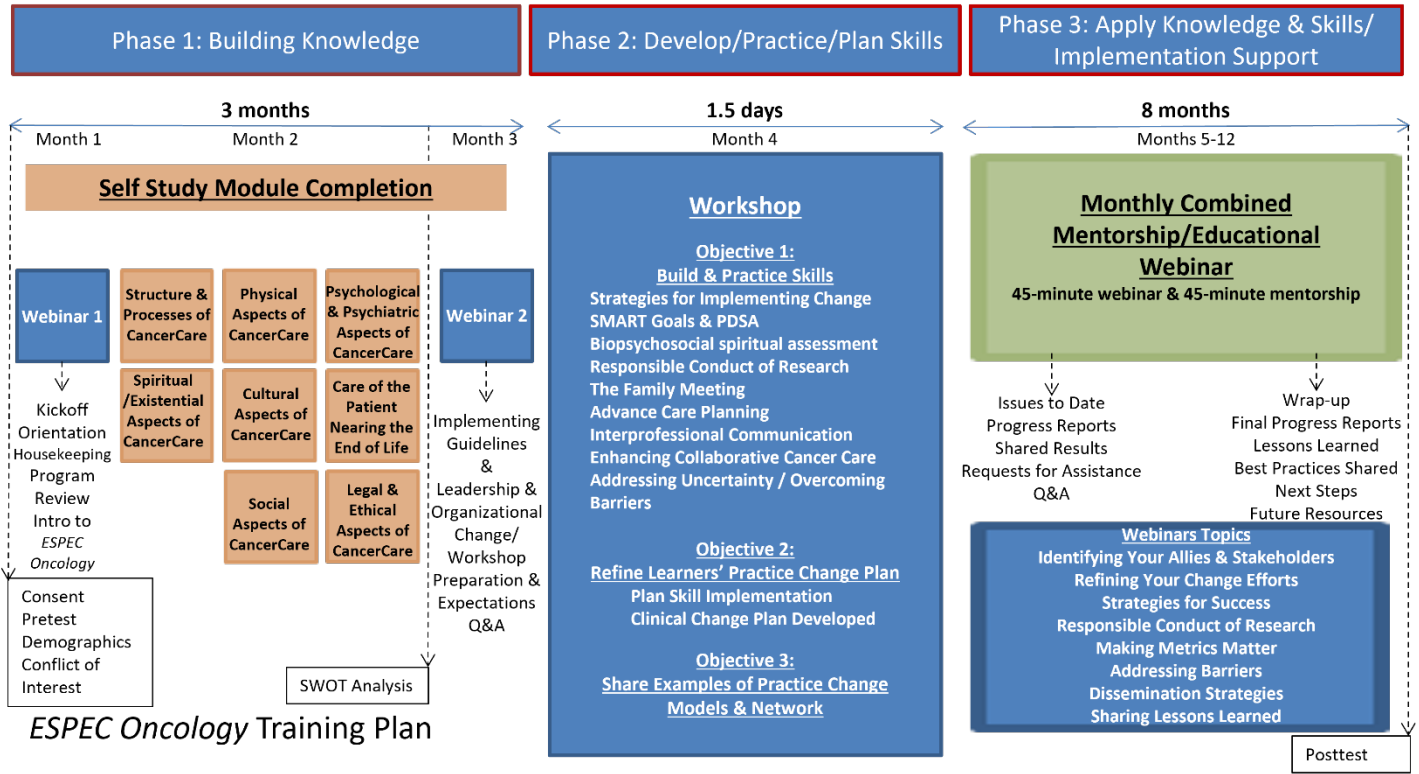 Phase 1: Building Knowledge
Phase 2: Develop/Practice/Plan Skills
Phase 3: Apply Knowledge & Skills/
Implementation Support
3 months
Month 1
Month 2
Month 3
Self Study Module Completion
Webinar 1
Structure &
Processes of
CancerCare
Physical
Aspects of
CancerCare
Psychological
& Psychiatric
Aspects of
CancerCare
Webinar 2
Spiritual
/Existential
Aspects of
CancerCare
Cultural
Aspects of
CancerCare
Care of the
Patient
Nearing the
End of Life
Social
Aspects of
CancerCare
Legal &
Ethical
Aspects of
CancerCare
Kickoff
Orientation
Housekeeping
Program
Review
Intro to
ESPEC
Oncology
Implementing
Guidelines
&
Leadership &
Organizational
Change/
Workshop
Preparation &
Expectations
Q&A
Consent
Pretest
Demographics
Conflict of
Interest
SWOT Analysis
ESPEC Oncology Training Plan
1.5 days
Month 4
Workshop
Objective 1:
Build & Practice Skills
Strategies for Implementing Change
SMART Goals & PDSA
Biopsychosocial spiritual assessment
Responsible Conduct of Research
The Family Meeting
Advance Care Planning
Interprofessional Communication
Enhancing Collaborative Cancer Care
Addressing Uncertainty / Overcoming
Barriers
Objective 2:
Refine Learners' Practice Change Plan
Plan Skill Implementation
Clinical Change Plan Developed
Objective 3:
Share Examples of Practice Change
Models & Network
8 months
Months 5-12
Monthly Combined
Mentorship/Educational
Webinar
45-minute webinar & 45-minute mentorship
Issues to Date
Progress Reports
Shared Results
Requests for Assistance
Q&A
Wrap-up
Final Progress Reports
Lessons Learned
Best Practices Shared
Next Steps
Future Resources
Webinars Topics
Identifying Your Allies & Stakeholders
Refining Your Change Efforts
Strategies for Success
Responsible Conduct of Research
Making Metrics Matter
Addressing Barriers
Dissemination Strategies
Sharing Lessons Learned
Posttest